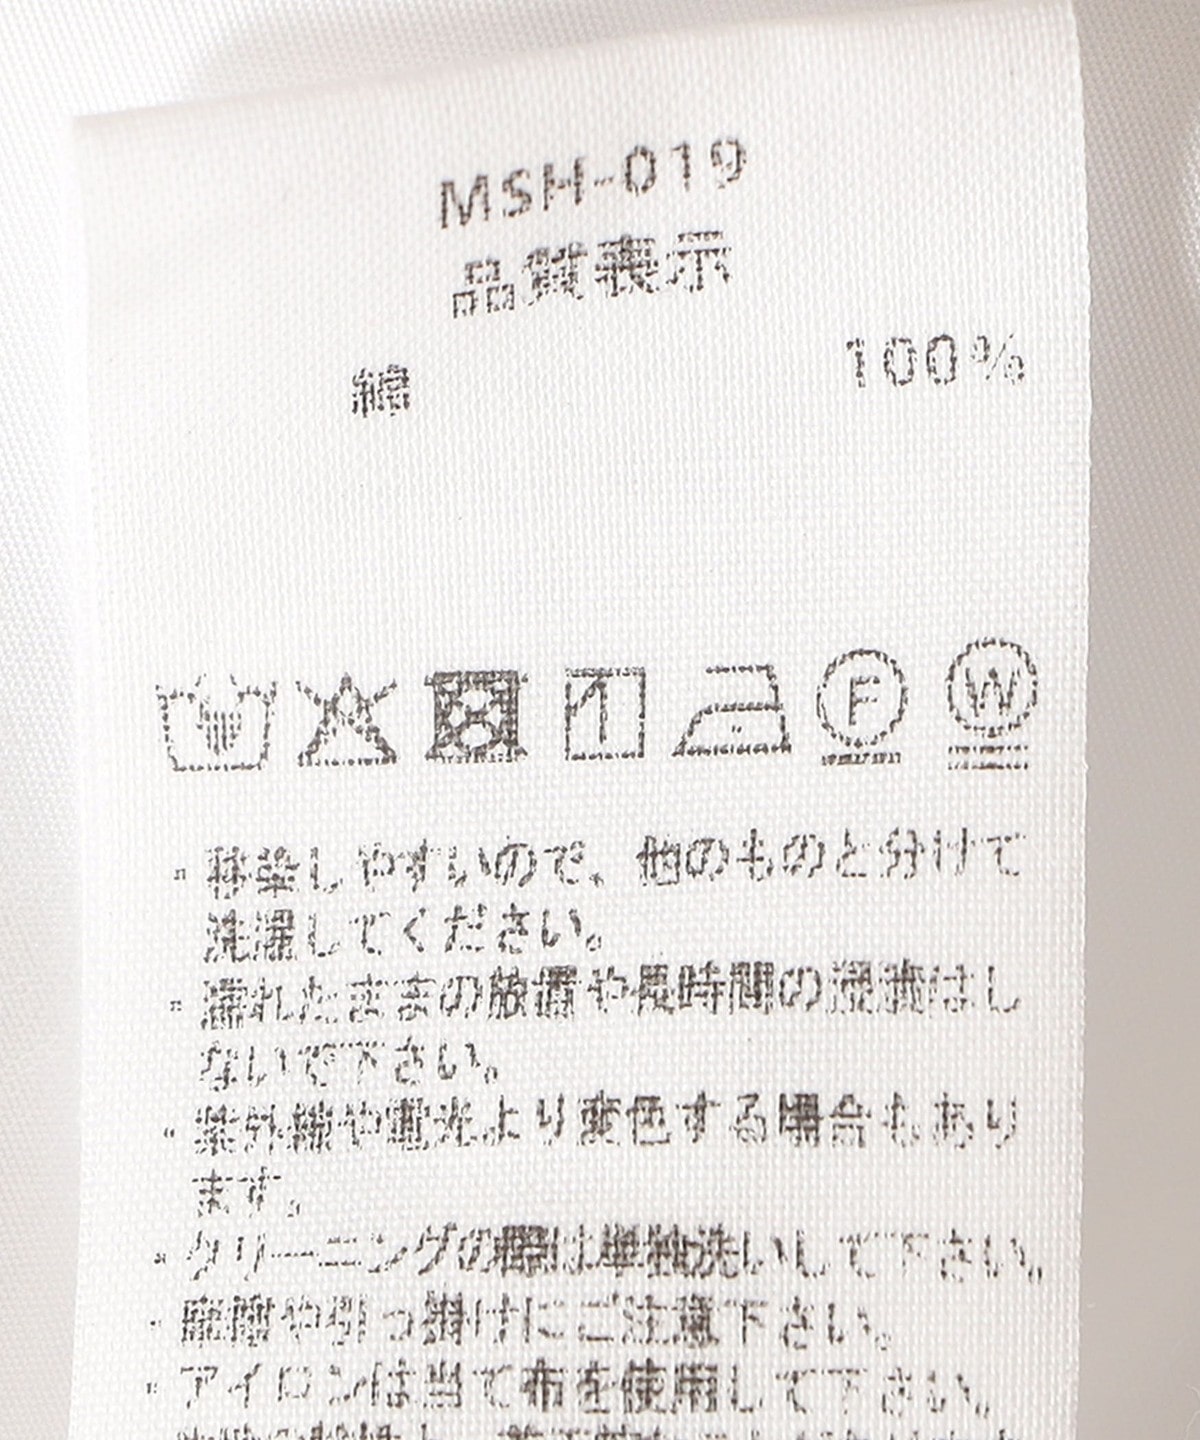 MSH-019
品質表示
綿 100%
F W
・移染しやすいので、他のものと分けて
洗濯してください。
・濡れたままの放置や長時間の浸漬はし
ないで下さい。
・紫外線や蛍光より変色する場合もあり
ます。
・クリーニングの際は単独洗いして下さい。
・摩擦や引っ掛けにご注意下さい。
・アイロンは当て布を使用して下さい。